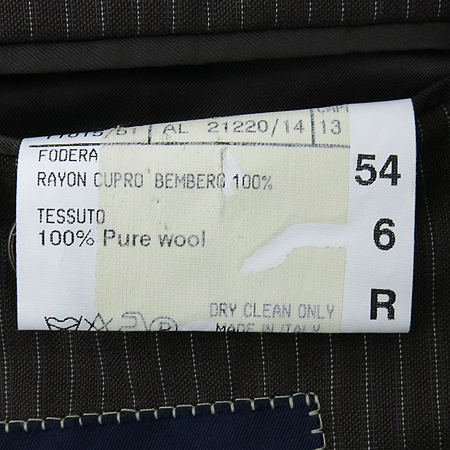 AL 21220/14 13
FODERA
RAYON CUPRO BEMBERG 100%
54
TESSUTO
100% Pure wool
6
DRY CLEAN ONLY
R
MADE IN ITALY